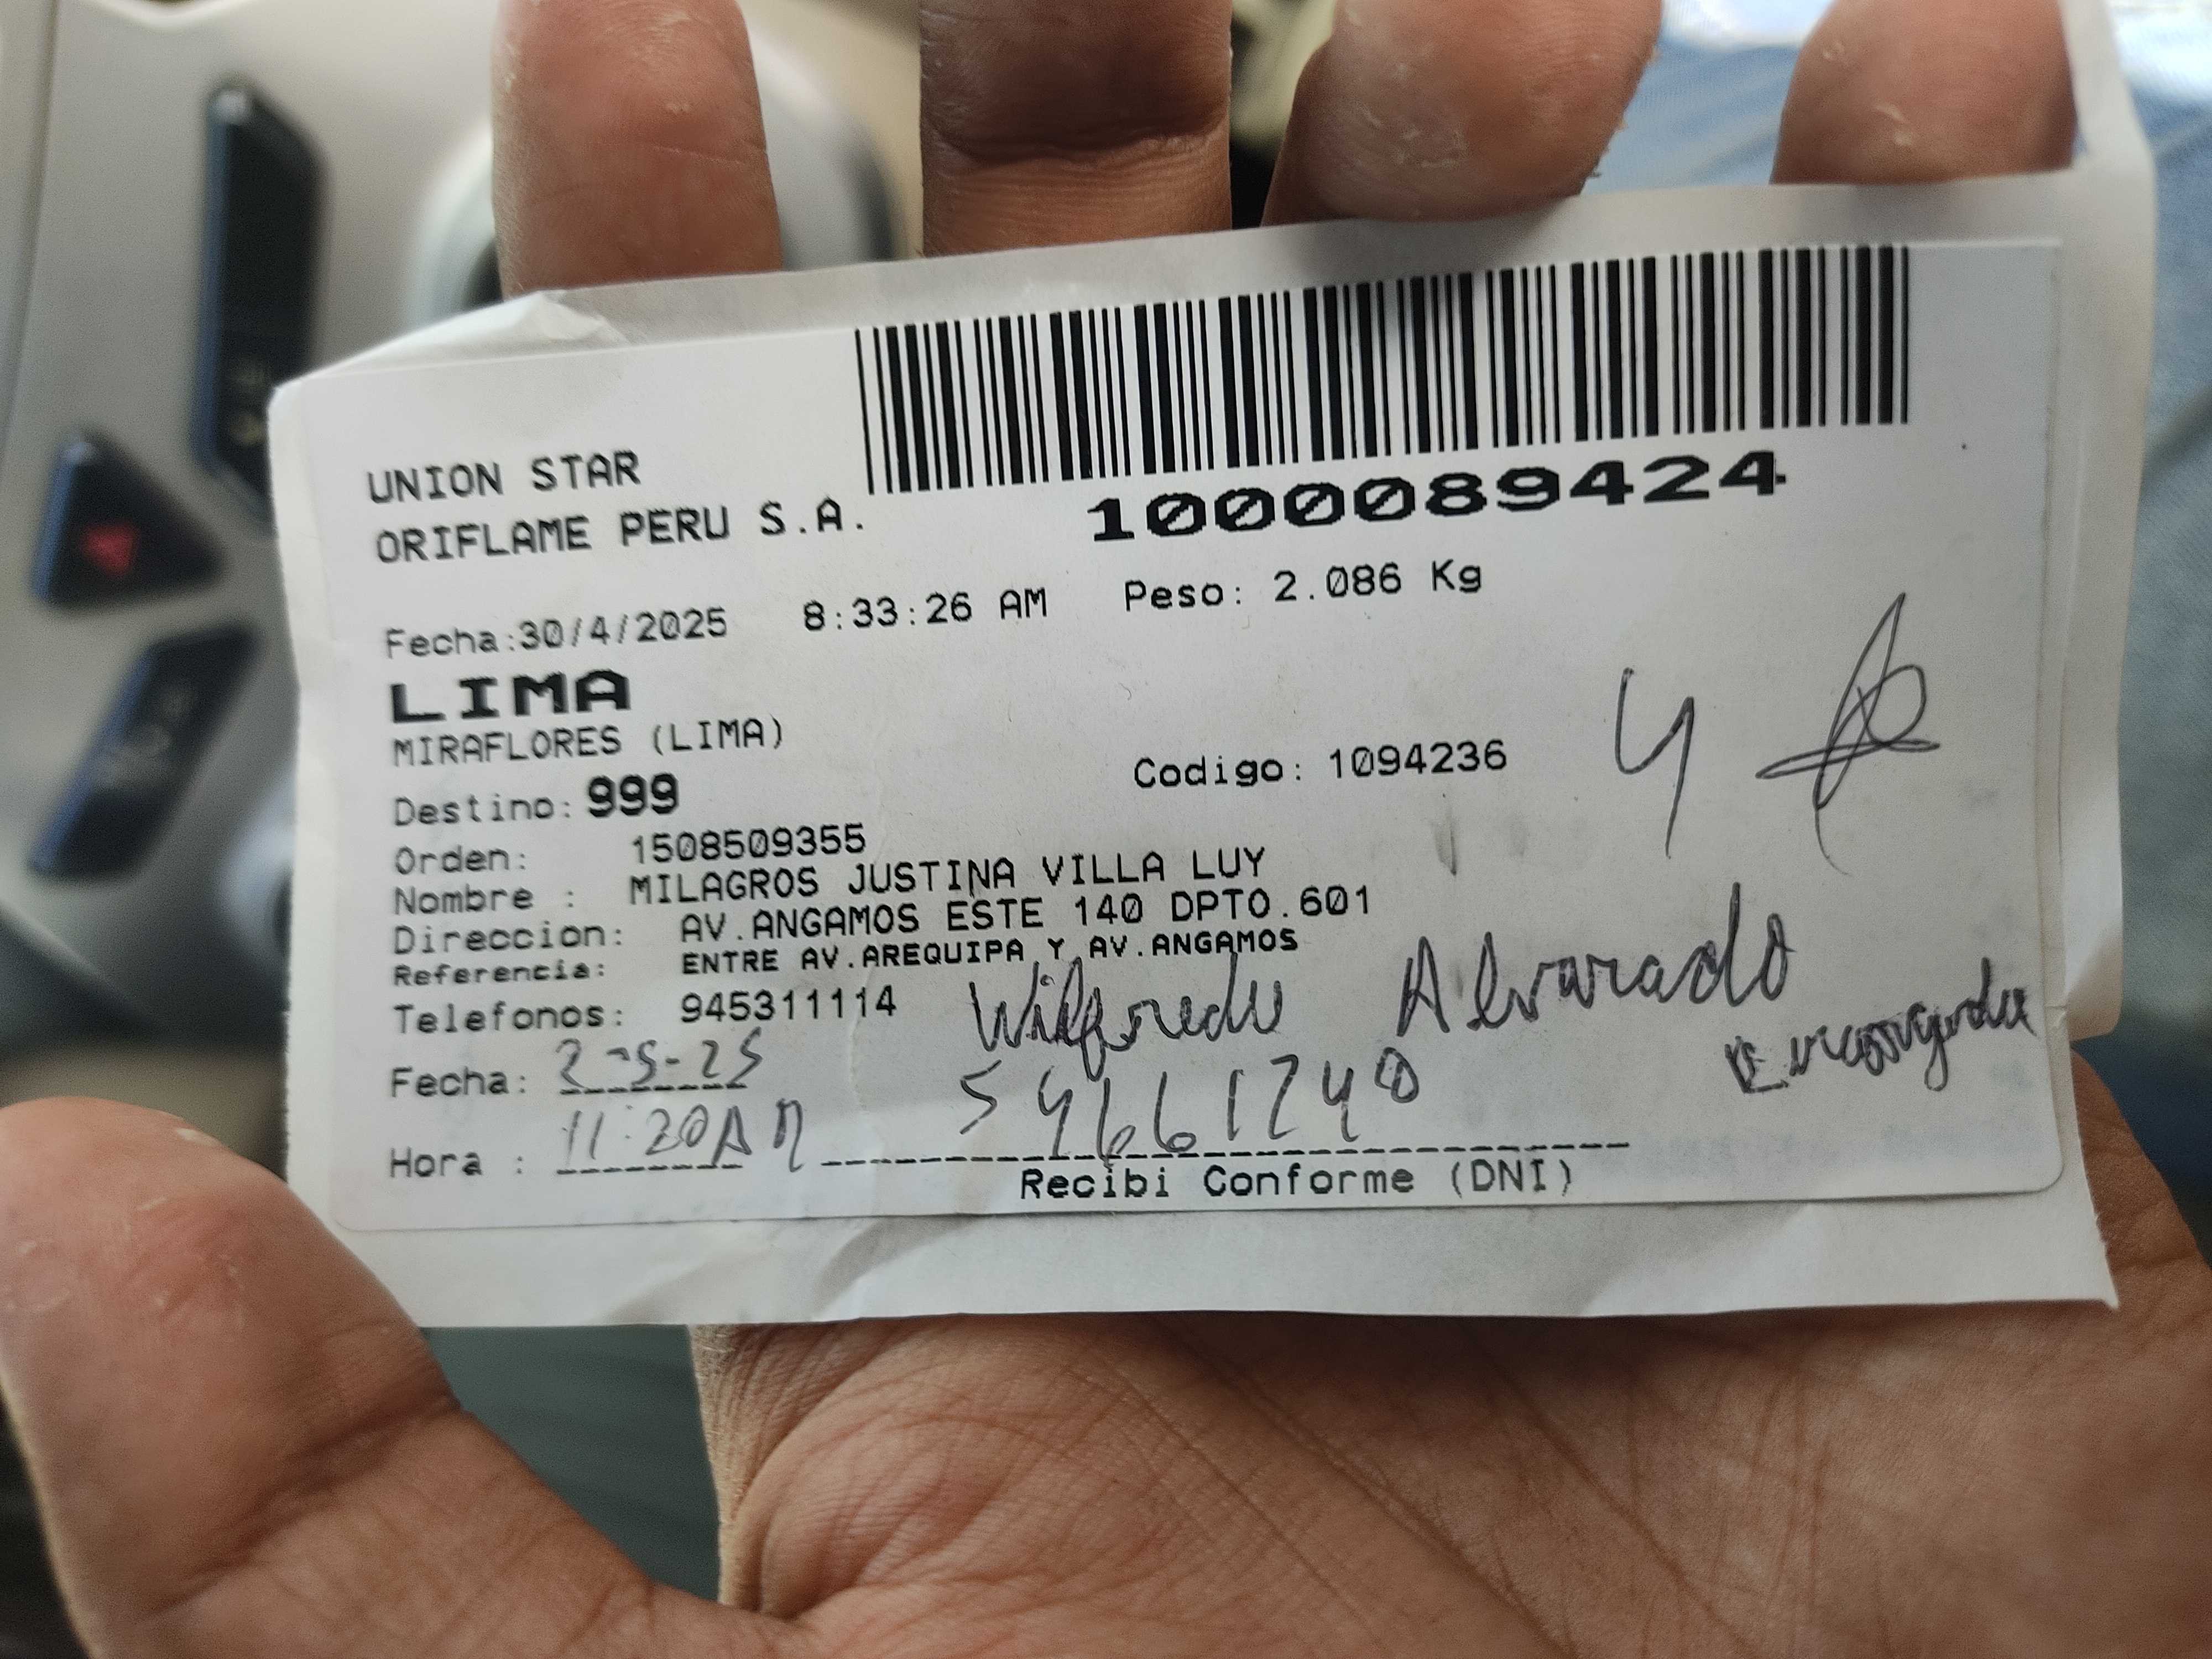 UNION STAR
ORIFLAME PERU S.A.
1000089424
Fecha:30/4/2025 8:33:26 AM Peso: 2.086 Kg
LIMA
MIRAFLORES (LIMA)
Codigo: 1094236
4
Destino: 999
Orden: 1508509355
Nombre : MILAGROS JUSTINA VILLA LUY
Direccion: AV.ANGAMOS ESTE 140 DPTO.601
Referencia: ENTRE AV.AREQUIPA Y AV.ANGAMOS
Telefonos: 945311114
Wilfredo Alvarado
Fecha: 2-5-25
Hora : 11:20AM
Recibi Conforme (DNI)